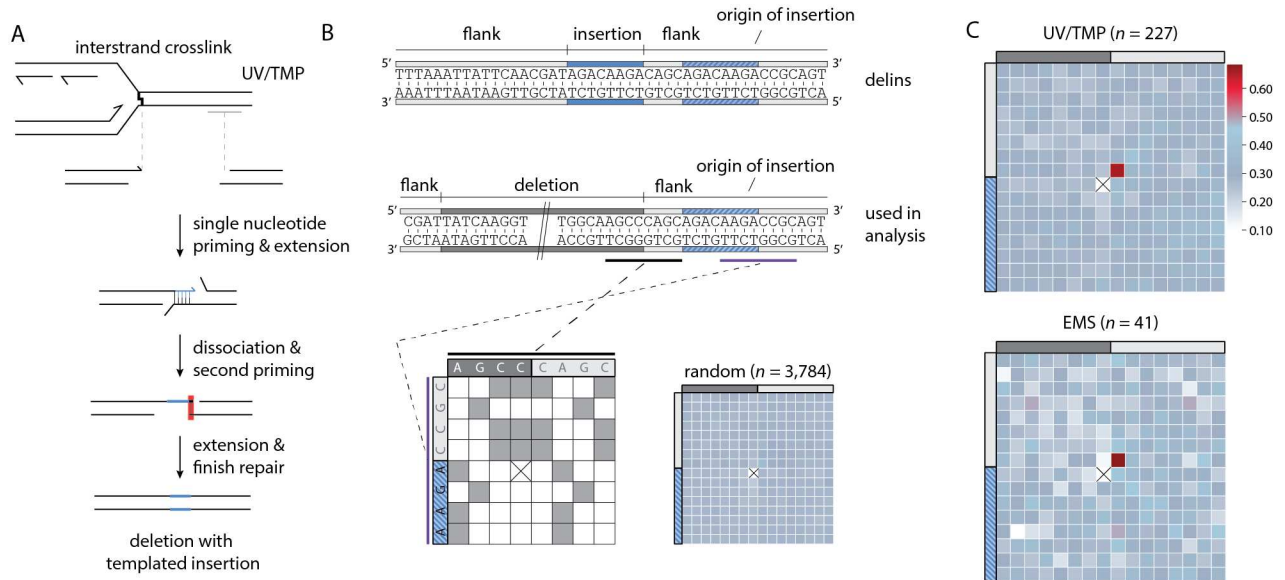 A
interstrand crosslink
UV/TMP
single nucleotide
priming & extension
dissociation &
second priming
extension &
finish repair
deletion with
templated insertion
B
flank
insertion
flank
origin of insertion
5′ 3′
TTTAAATTATTCAACGATAGACAAGACAGCAGACAAGACCGCAGT
AAATTTAATAAGTTGCTATCTGTTCTGTCGTCTGTTCTGGCGTCA
3′ 5′
delins
flank
deletion
flank
origin of insertion
5′ 3′
CGATTATCAAGGT TGGCAAGCCCAGCAGACAAGACCGCAGT
GCTAATAGTTCCA ACCGTTCGGGTCGTCTGTTCTGGCGTCA
3′ 5′
used in
analysis
A G C C C A G C
C
G
C
C
A
G
A
A
random (n = 3,784)
C
UV/TMP (n = 227)
0.60
0.50
0.40
0.30
0.20
0.10
EMS (n = 41)